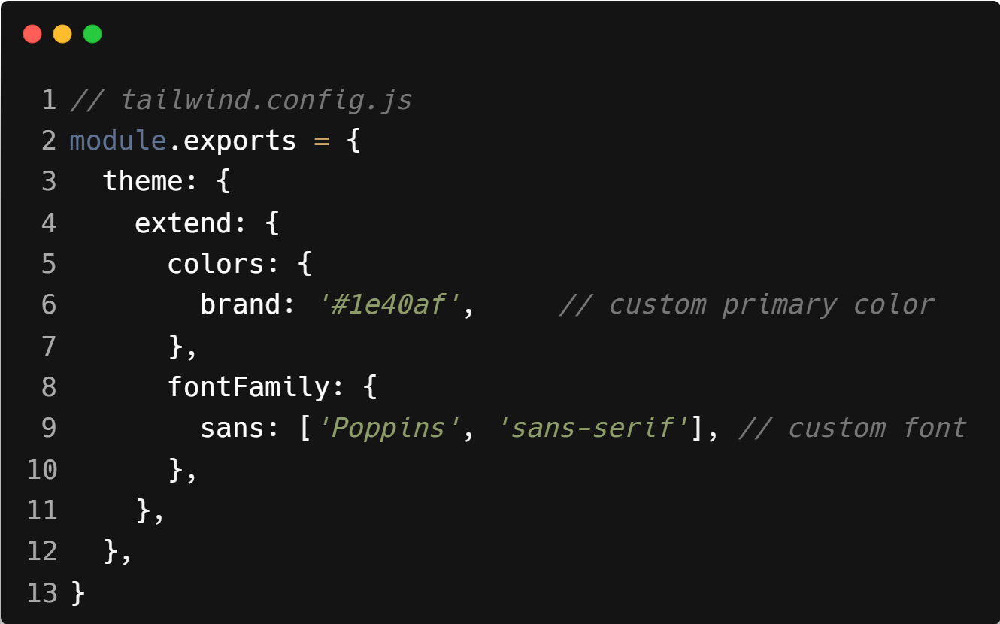 1 // tailwind.config.js
2 module.exports = {
3   theme: {
4     extend: {
5       colors: {
6         brand: '#1e40af',     // custom primary color
7       },
8       fontFamily: {
9         sans: ['Poppins', 'sans-serif'], // custom font
10       },
11     },
12   },
13 }